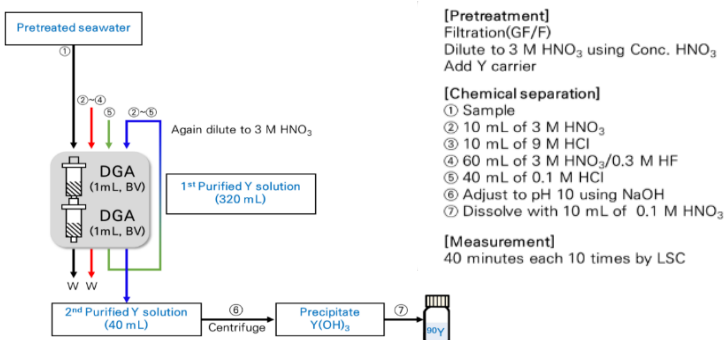 Pretreated seawater
①
②~④
⑤
②~⑤
Again dilute to 3 M HNO₃
DGA
(1mL, BV)
DGA
(1mL, BV)
1st Purified Y solution
(320 mL)
W W
2nd Purified Y solution
(40 mL)
⑥
Centrifuge
Precipitate
Y(OH)₃
⑦
⁹⁰Y
[Pretreatment]
Filtration(GF/F)
Dilute to 3 M HNO₃ using Conc. HNO₃
Add Y carrier
[Chemical separation]
① Sample
② 10 mL of 3 M HNO₃
③ 10 mL of 9 M HCl
④ 60 mL of 3 M HNO₃/0.3 M HF
⑤ 40 mL of 0.1 M HCl
⑥ Adjust to pH 10 using NaOH
⑦ Dissolve with 10 mL of 0.1 M HNO₃
[Measurement]
40 minutes each 10 times by LSC